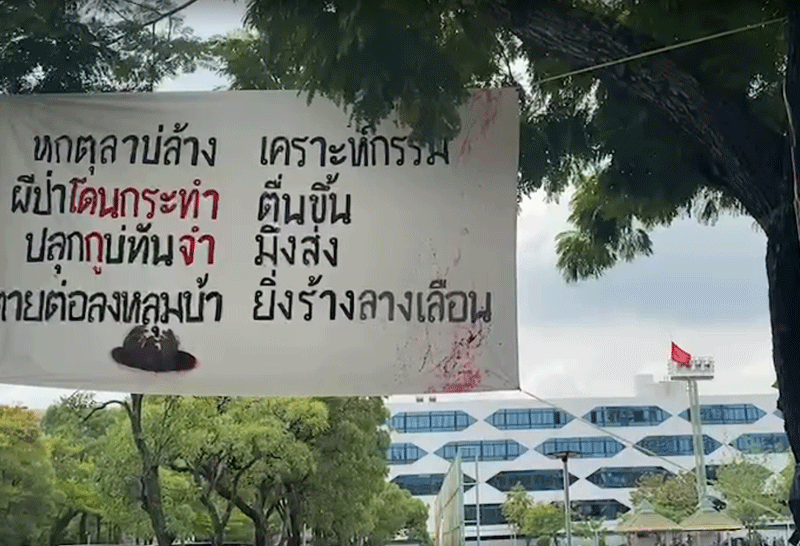 หกตุลาบ่ล้าง เคราะห์กรรม
ผีป่าโดนกระทำ ตื่นขึ้น
ปลุกกูบ่ทันจำ มึงส่ง
ตายต่อลงหลุมบ้า ยิ่งร้างลางเลือน